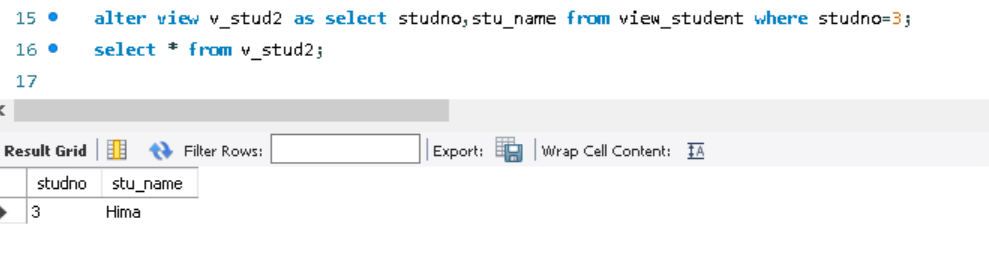 15 alter view v_stud2 as select studno,stu_name from view_student where studno=3;
16 select * from v_stud2;
17
Result Grid Filter Rows: Export: Wrap Cell Content:
studno stu_name
3 Hima